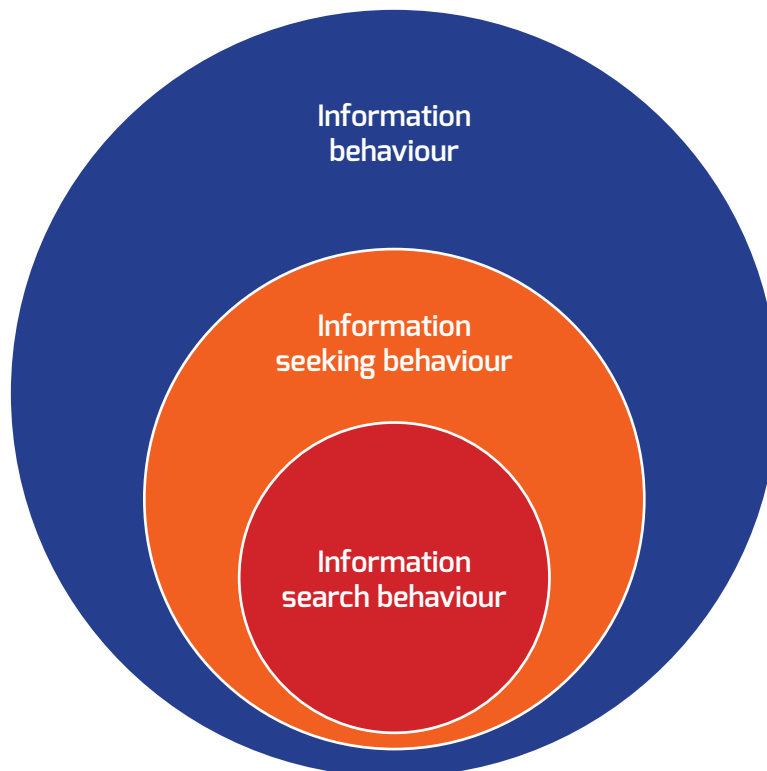 Information
behaviour
Information
seeking behaviour
Information
search behaviour